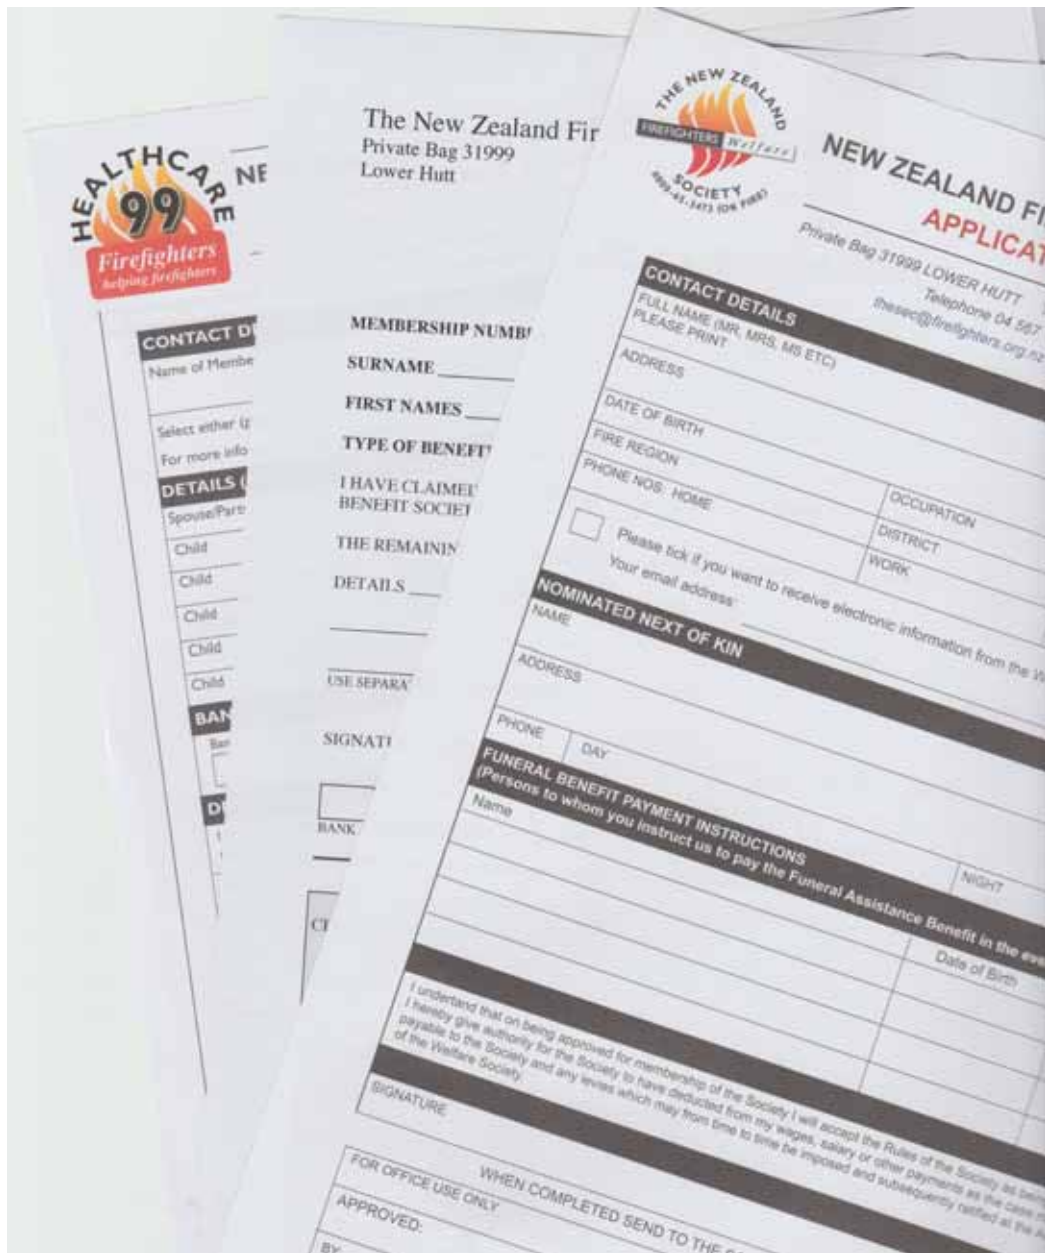 HEALTHCARE
99
Firefighters
helping firefighters
NE
CONTACT D
Name of Membe
Select either (
For more info
DETAILS (
Spouse/Part
Child
Child
Child
Child
Child
BAN
Ban
D
The New Zealand Fir
Private Bag 31999
Lower Hutt
MEMBERSHIP NUMB
SURNAME
FIRST NAMES
TYPE OF BENEFIT
I HAVE CLAIMED
BENEFIT SOCIET
THE REMAININ
DETAILS
USE SEPARA
SIGNATU
BANK
THE NEW ZEALAND
FIREFIGHTERS Welfare
SOCIETY
0800-45-3473 (ON FIRE)
NEW ZEALAND FI
APPLICAT
Private Bag 31999 LOWER HUTT
Telephone 04 567
thesec@firefighters.org.nz
CONTACT DETAILS
FULL NAME (MR, MRS, MS ETC)
PLEASE PRINT
ADDRESS
DATE OF BIRTH
OCCUPATION
FIRE REGION
DISTRICT
PHONE NOS: HOME
WORK
Please tick if you want to receive electronic information from the W
Your email address:
NOMINATED NEXT OF KIN
NAME
ADDRESS
PHONE DAY NIGHT
FUNERAL BENEFIT PAYMENT INSTRUCTIONS
(Persons to whom you instruct us to pay the Funeral Assistance Benefit in the eve
Name Date of Birth
I undertand that on being approved for membership of the Society I will accept the Rules of the Society as bein
I hereby give authority for the Society to have deducted from my wages, salary or other payments as the case m
payable to the Society and any levies which may from time to time be imposed and subsequently ratified at the
of the Welfare Society.
SIGNATURE
WHEN COMPLETED SEND TO THE
FOR OFFICE USE ONLY
APPROVED:
BY